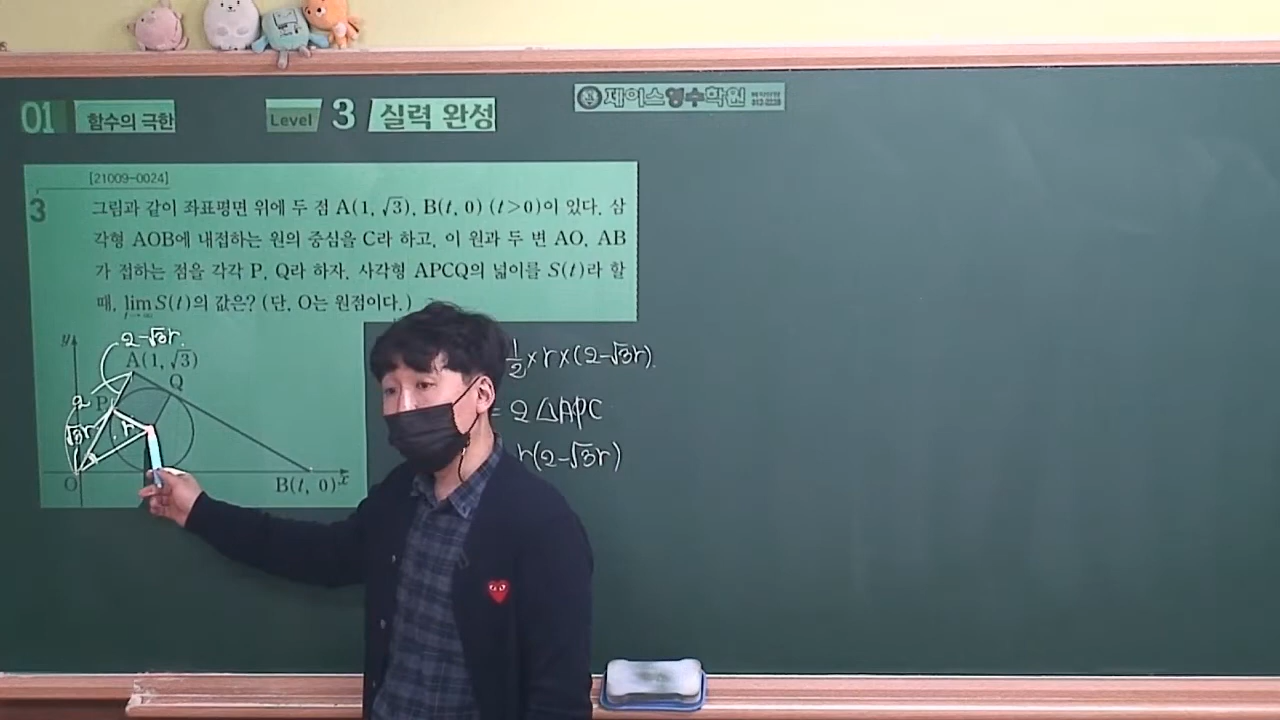 01 함수의 극한
Level 3 실력 완성
제이스영수학원
[21009-0024]
3
그림과 같이 좌표평면 위에 두 점 A(1, √3), B(t, 0) (t>0)이 있다. 삼
각형 AOB에 내접하는 원의 중심을 C라 하고, 이 원과 두 변 AO, AB
가 접하는 점을 각각 P, Q라 하자. 사각형 APCQ의 넓이를 S(t)라 할
때, lim t→∞ S(t)의 값은? (단, O는 원점이다.)
y
2-√3r.
A(1, √3)
Q
2
P
√3r
r
O
B(t, 0)
x
1/2×r×(2-√3r).
= 2△APC
r(2-√3r)